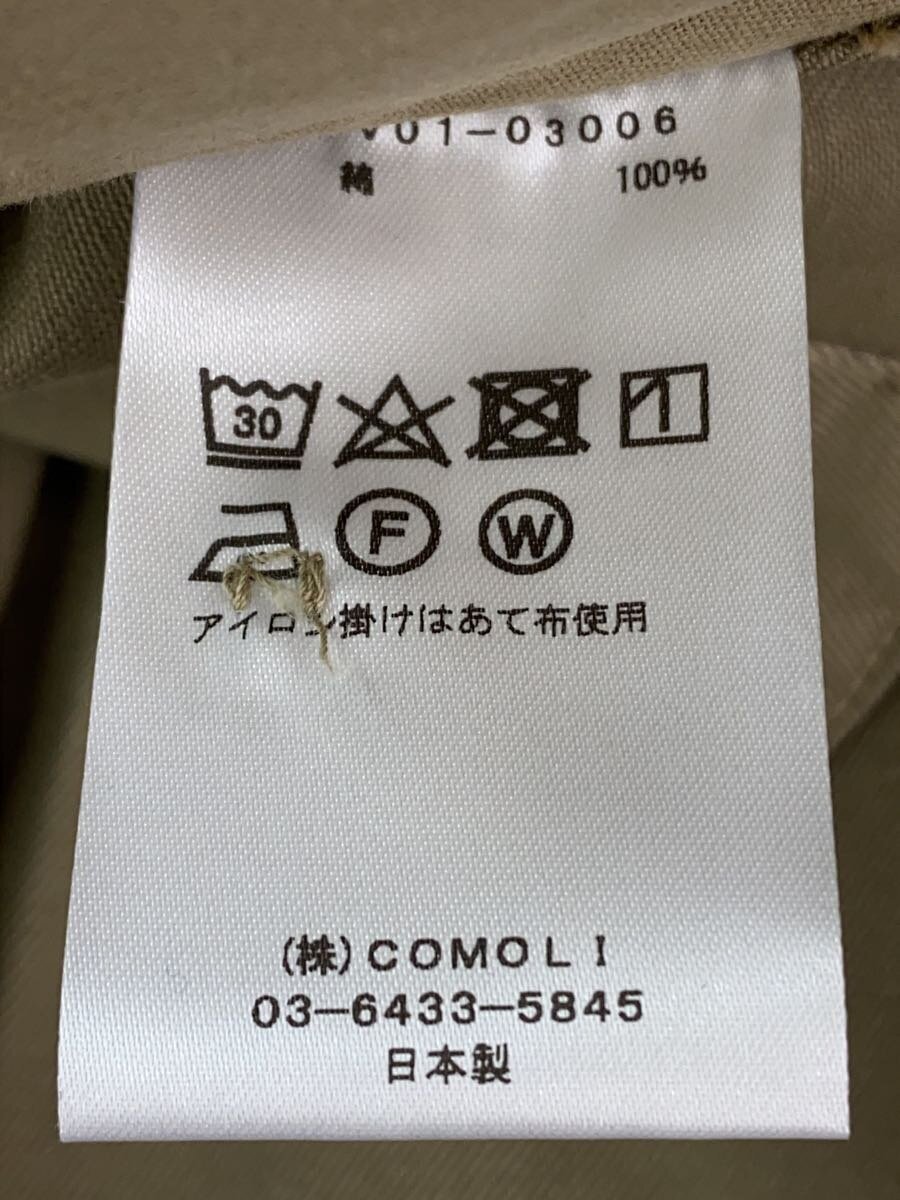 V01-03006
綿 100%
30
F W
アイロン掛けはあて布使用
(株)COMOLI
03-6433-5845
日本製